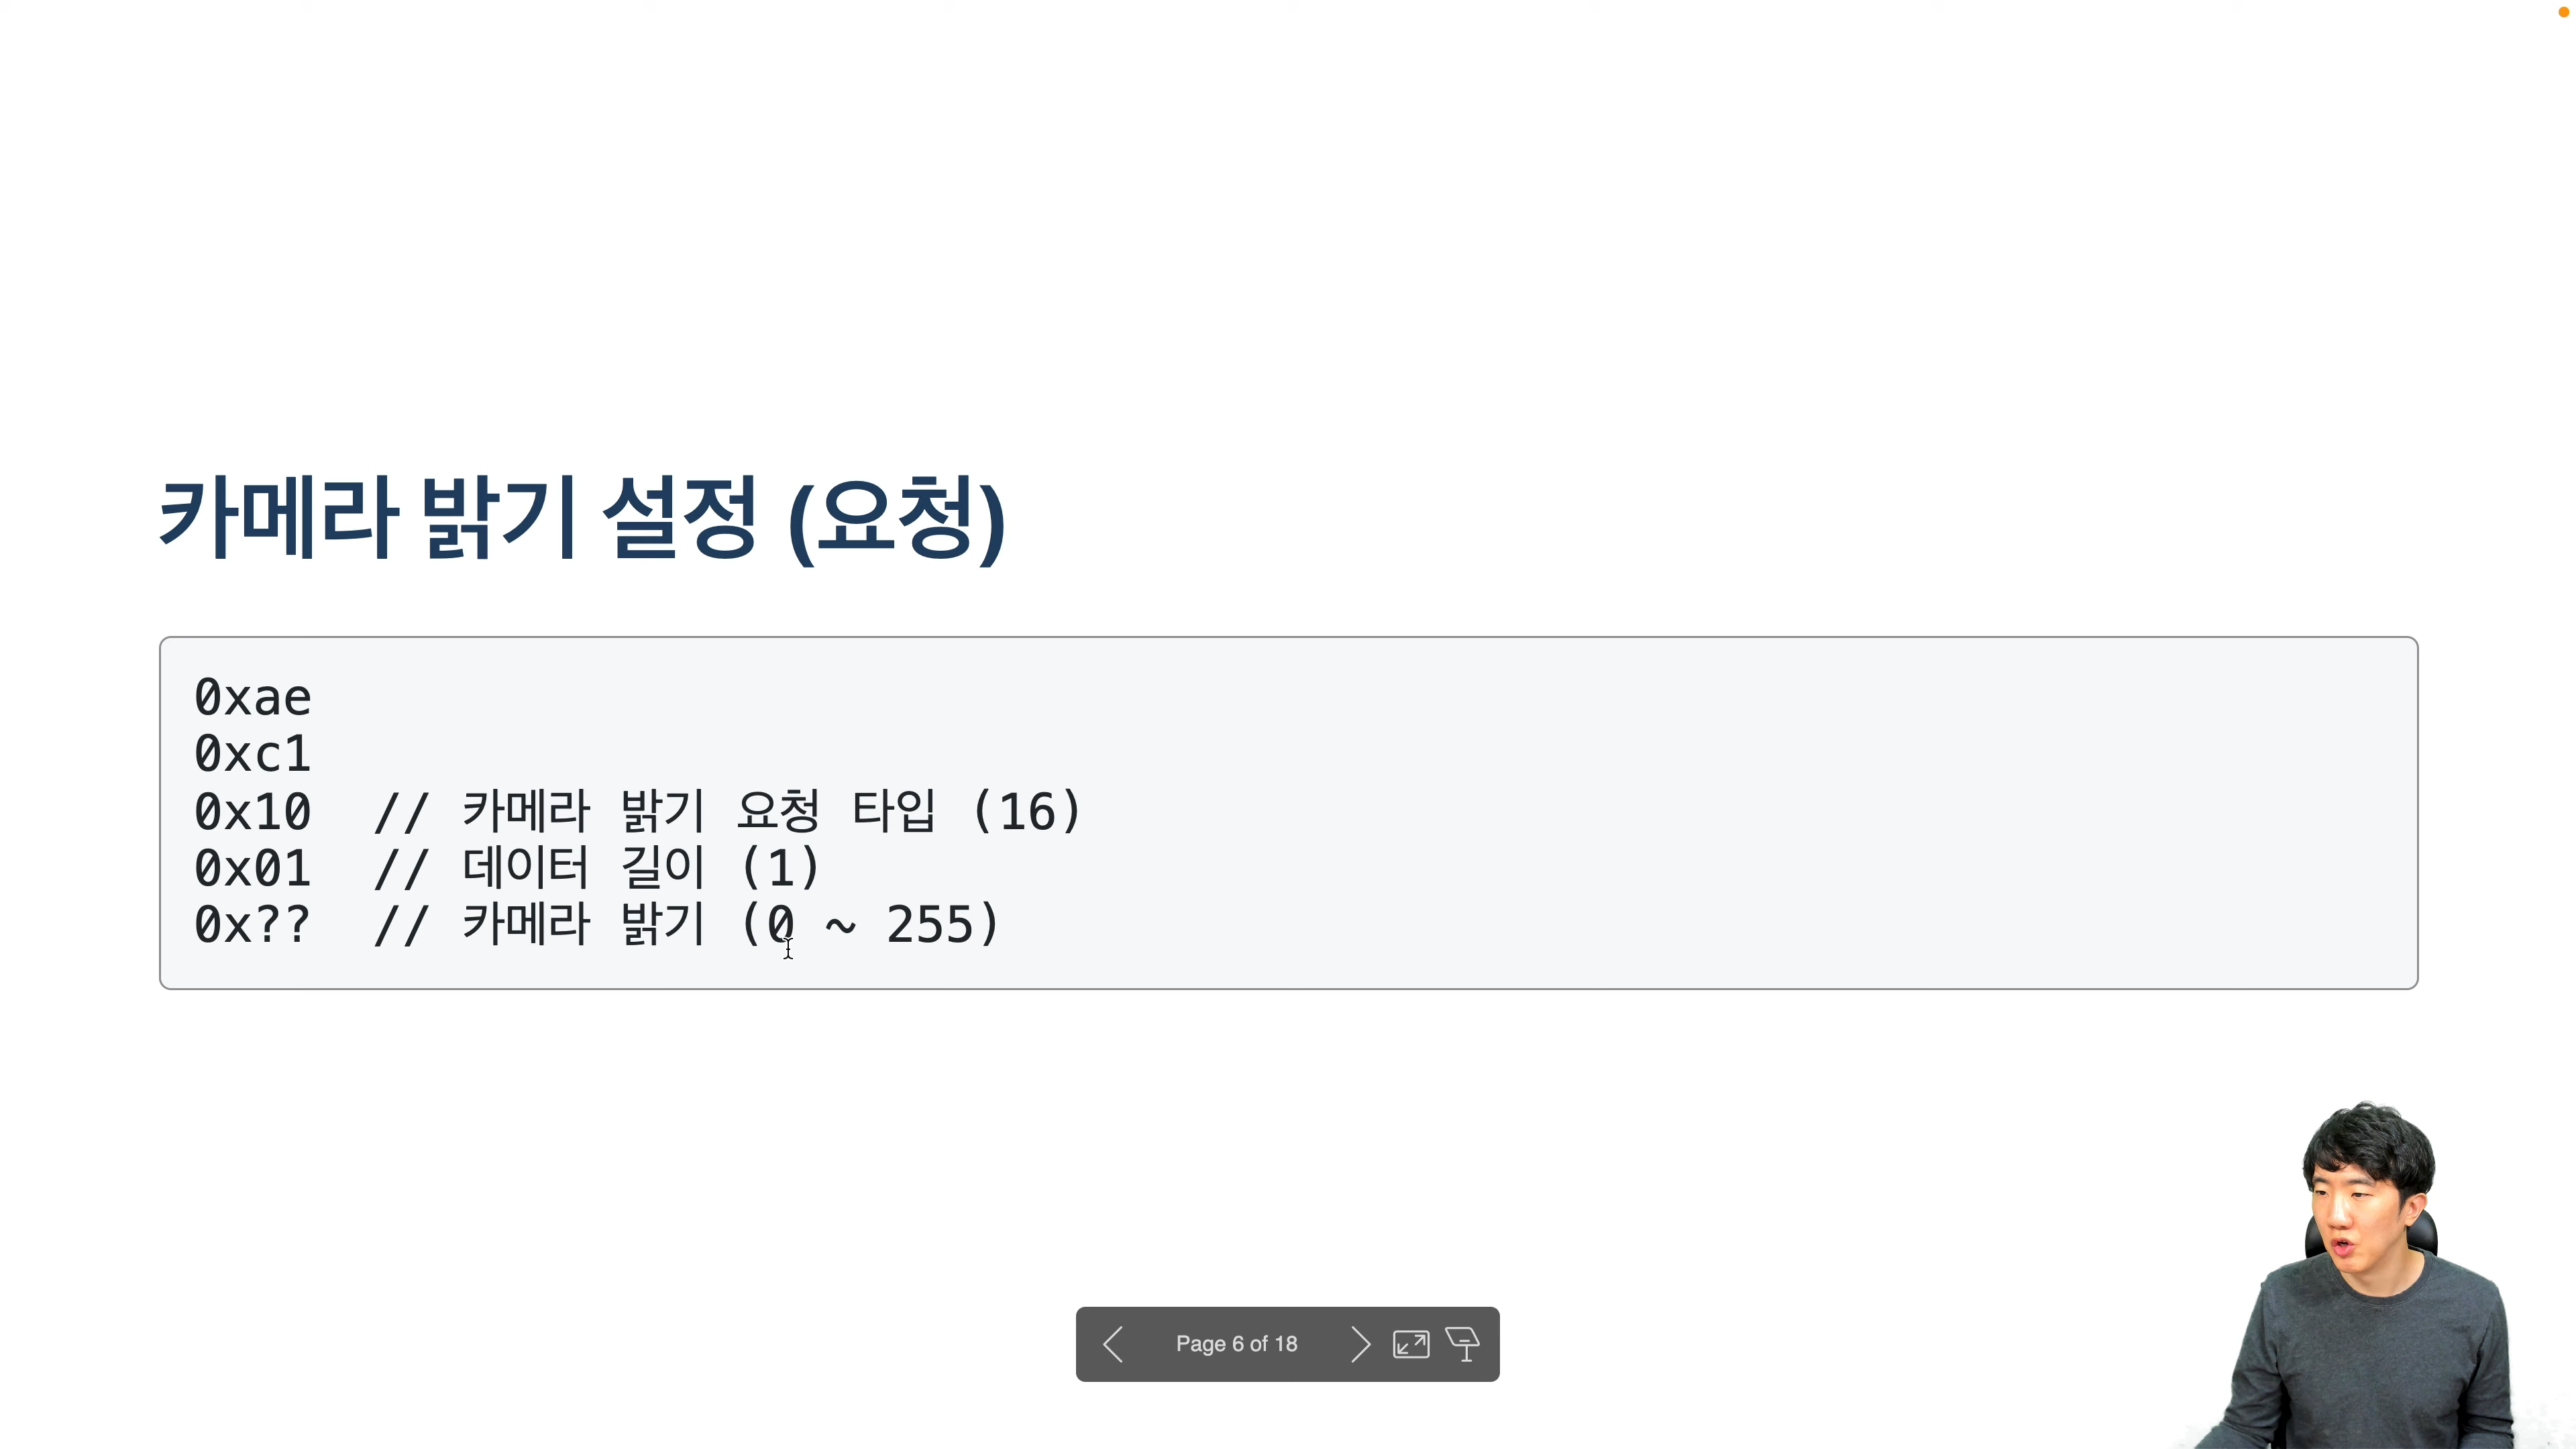 카메라 밝기 설정 (요청)
0xae
0xc1
0x10  // 카메라 밝기 요청 타입 (16)
0x01  // 데이터 길이 (1)
0x??  // 카메라 밝기 (0 ~ 255)
Page 6 of 18